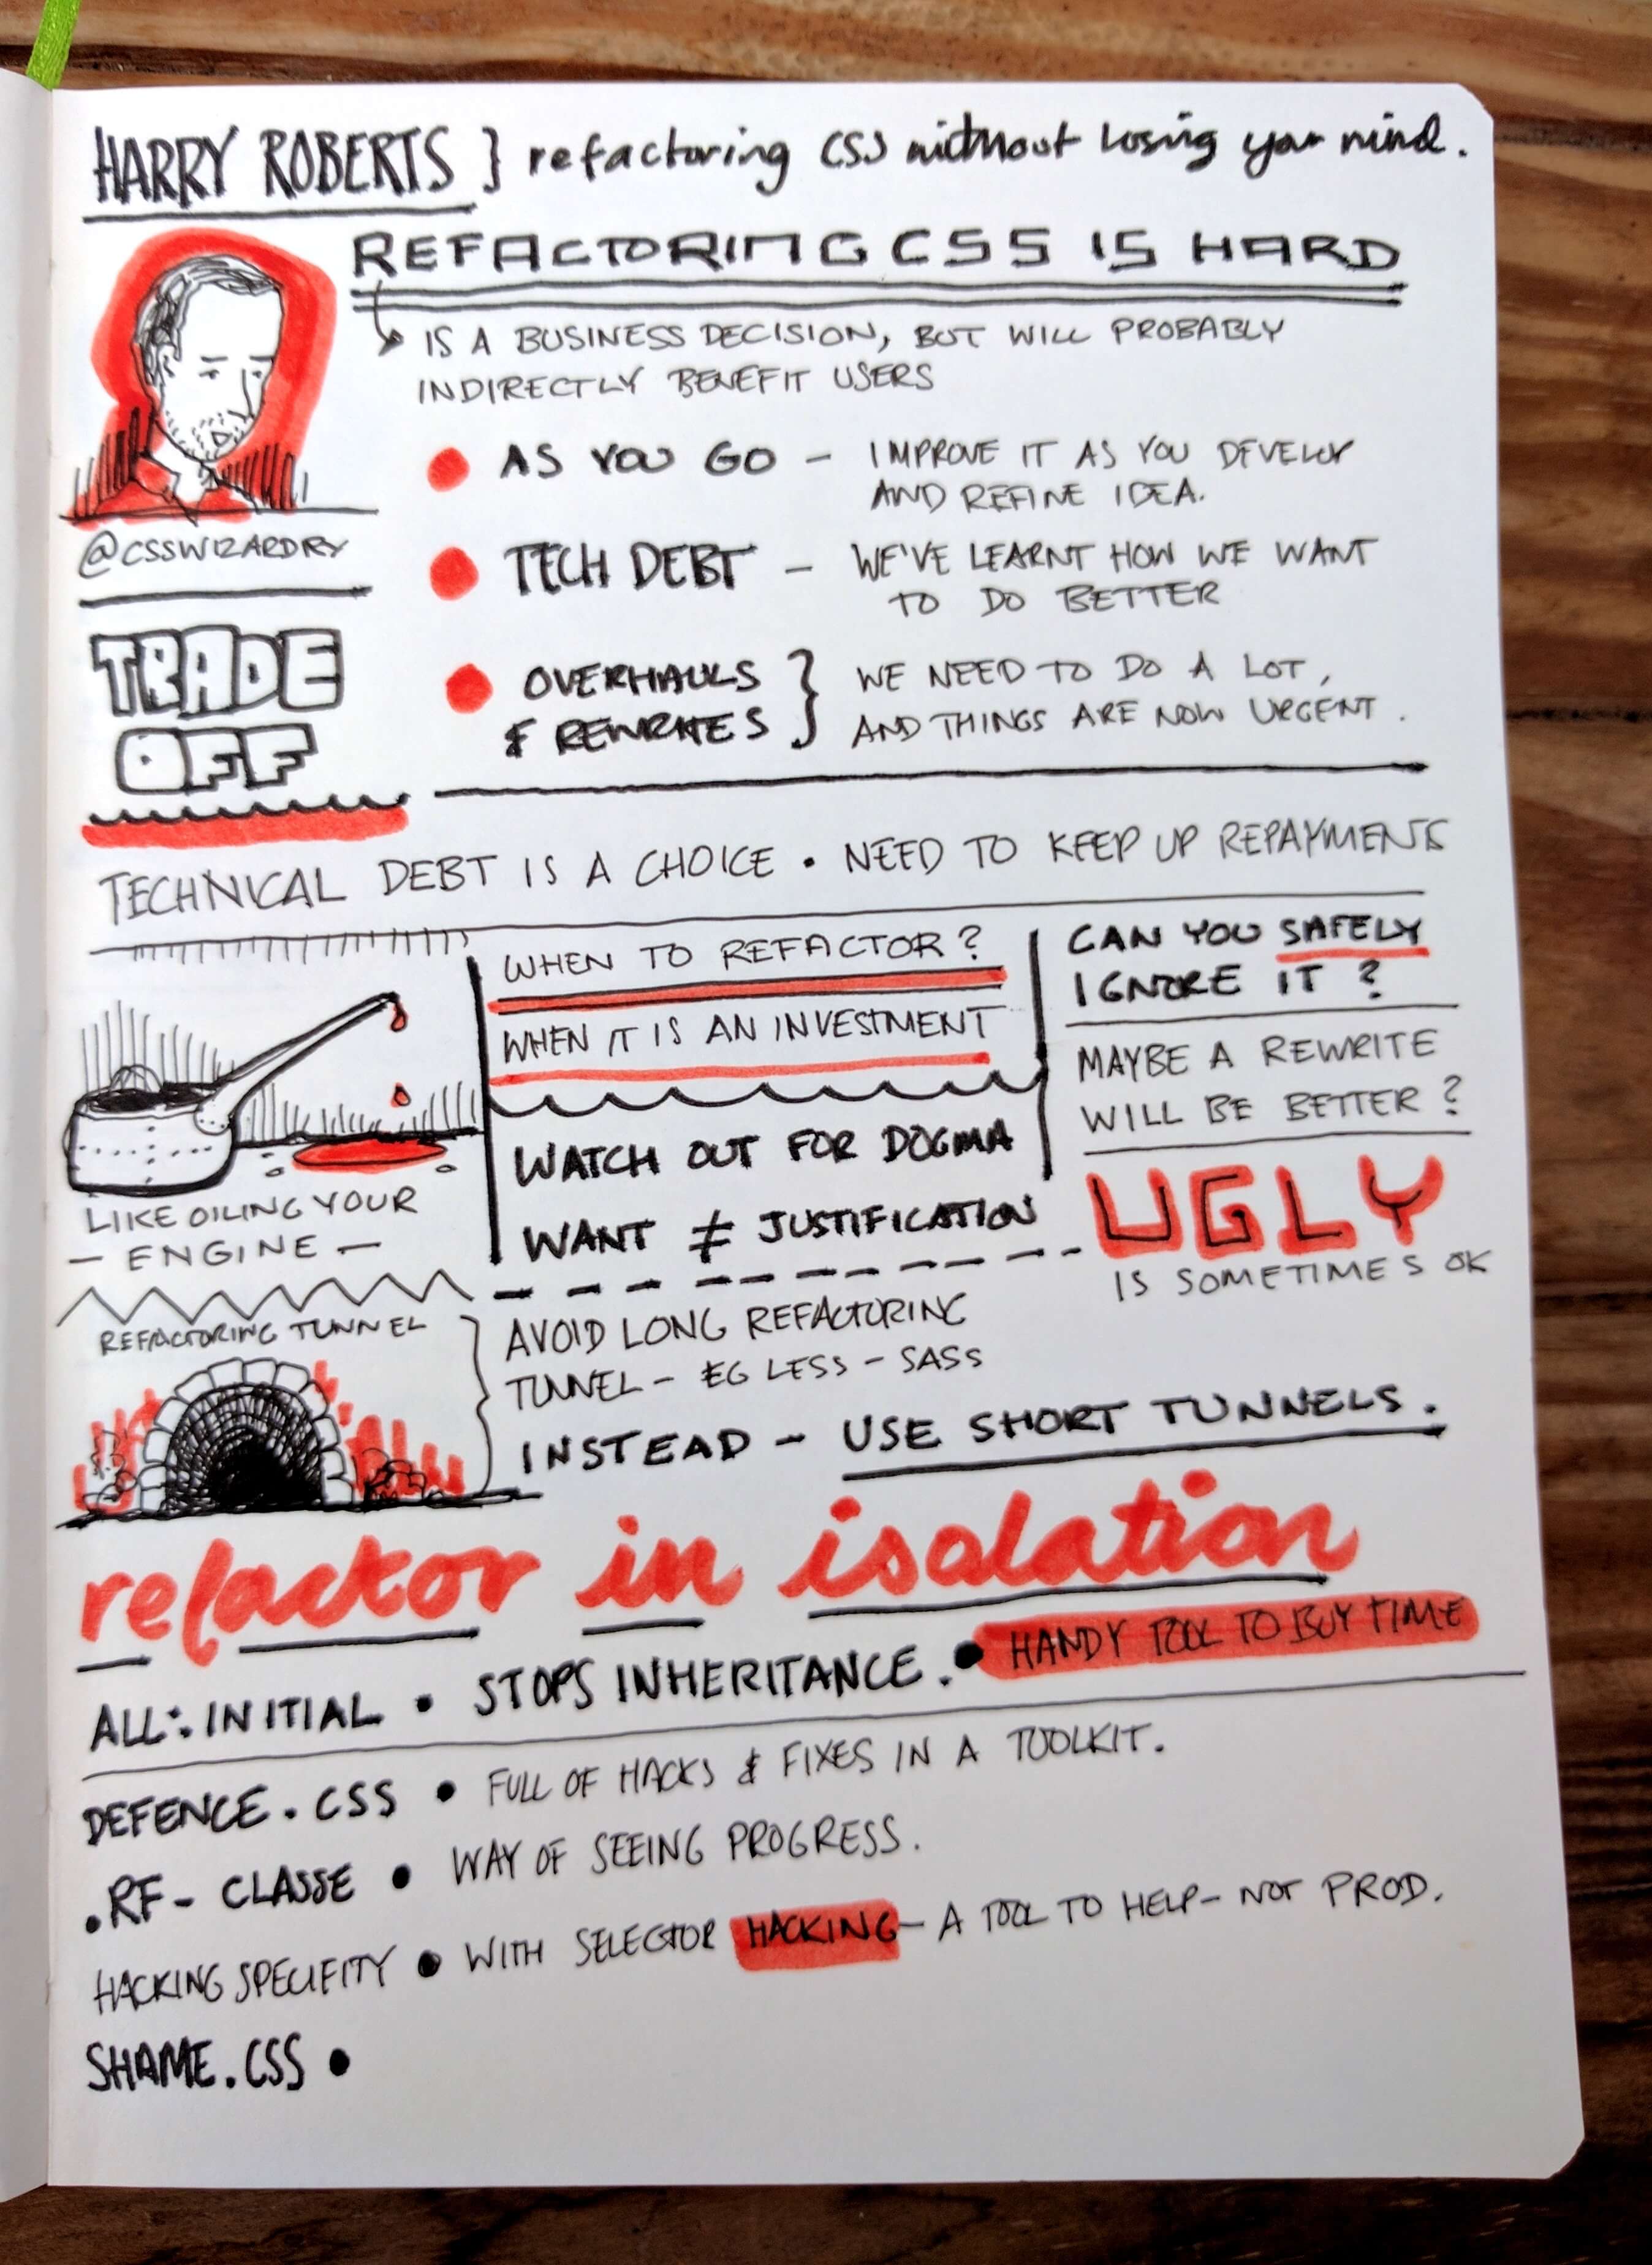 HARRY ROBERTS } refactoring CSS without losing your mind.
REFACTORING CSS IS HARD
IS A BUSINESS DECISION, BUT WILL PROBABLY
INDIRECTLY BENEFIT USERS
@CSSWIZARDRY
AS YOU GO – IMPROVE IT AS YOU DEVELOP
AND REFINE IDEA.
TECH DEBT – WE'VE LEARNT HOW WE WANT
TO DO BETTER
OVERHAULS
& REWRITES } WE NEED TO DO A LOT,
AND THINGS ARE NOW URGENT.
TRADE
OFF
TECHNICAL DEBT IS A CHOICE • NEED TO KEEP UP REPAYMENTS
LIKE OILING YOUR
– ENGINE –
WHEN TO REFACTOR?
WHEN IT IS AN INVESTMENT
WATCH OUT FOR DOGMA
WANT ≠ JUSTIFICATION
CAN YOU SAFELY
IGNORE IT ?
MAYBE A REWRITE
WILL BE BETTER ?
UGLY
IS SOMETIMES OK
REFACTORING TUNNEL
AVOID LONG REFACTORING
TUNNEL – EG LESS – SASS
INSTEAD – USE SHORT TUNNELS.
refactor in isolation
ALL: INITIAL • STOPS INHERITANCE. • HANDY TOOL TO BUY TIME
DEFENCE.CSS • FULL OF HACKS & FIXES IN A TOOLKIT.
.RF- CLASSE • WAY OF SEEING PROGRESS.
HACKING SPECIFITY • WITH SELECTOR HACKING – A TOOL TO HELP – NOT PROD.
SHAME.CSS •